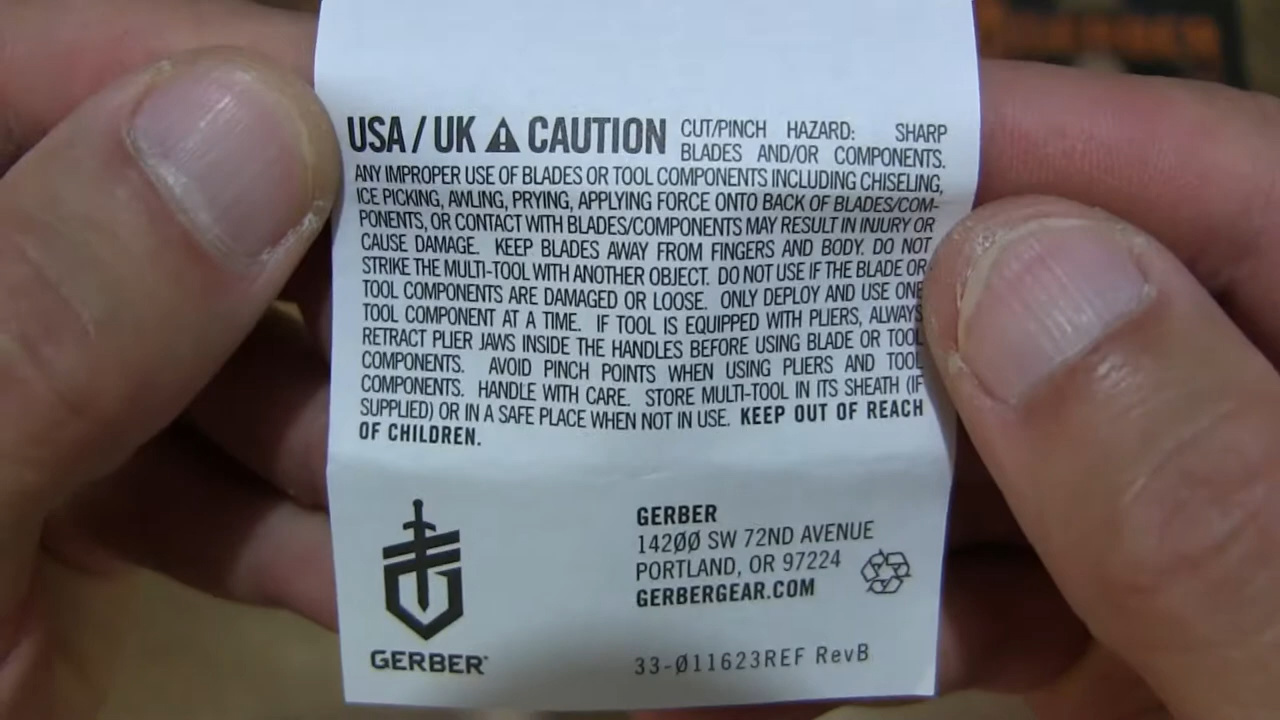 USA / UK ⚠ CAUTION CUT/PINCH HAZARD: SHARP
BLADES AND/OR COMPONENTS.
ANY IMPROPER USE OF BLADES OR TOOL COMPONENTS INCLUDING CHISELING,
ICE PICKING, AWLING, PRYING, APPLYING FORCE ONTO BACK OF BLADES/COM-
PONENTS, OR CONTACT WITH BLADES/COMPONENTS MAY RESULT IN INJURY OR
CAUSE DAMAGE. KEEP BLADES AWAY FROM FINGERS AND BODY. DO NOT
STRIKE THE MULTI-TOOL WITH ANOTHER OBJECT. DO NOT USE IF THE BLADE OR
TOOL COMPONENTS ARE DAMAGED OR LOOSE. ONLY DEPLOY AND USE ONE
TOOL COMPONENT AT A TIME. IF TOOL IS EQUIPPED WITH PLIERS, ALWAYS
RETRACT PLIER JAWS INSIDE THE HANDLES BEFORE USING BLADE OR TOOL
COMPONENTS. AVOID PINCH POINTS WHEN USING PLIERS AND TOOL
COMPONENTS. HANDLE WITH CARE. STORE MULTI-TOOL IN ITS SHEATH (IF
SUPPLIED) OR IN A SAFE PLACE WHEN NOT IN USE. KEEP OUT OF REACH
OF CHILDREN.
GERBER
GERBER
142ØØ SW 72ND AVENUE
PORTLAND, OR 97224
GERBERGEAR.COM
33-Ø11623REF RevB